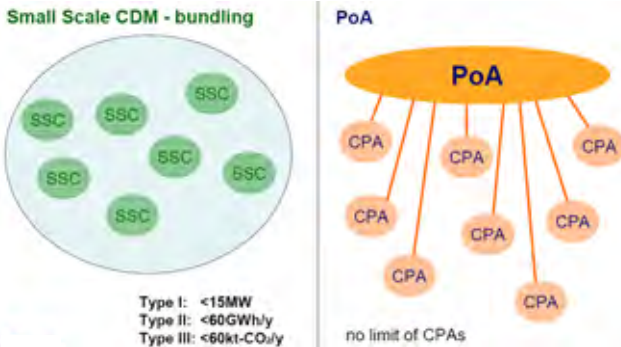 Small Scale CDM - bundling
SSC
SSC
SSC
SSC
SSC
SSC
SSC
Type I: <15MW
Type II: <60GWh/y
Type III: <60kt-CO₂/y
PoA
PoA
CPA
CPA
CPA
CPA
CPA
CPA
CPA
CPA
no limit of CPAs